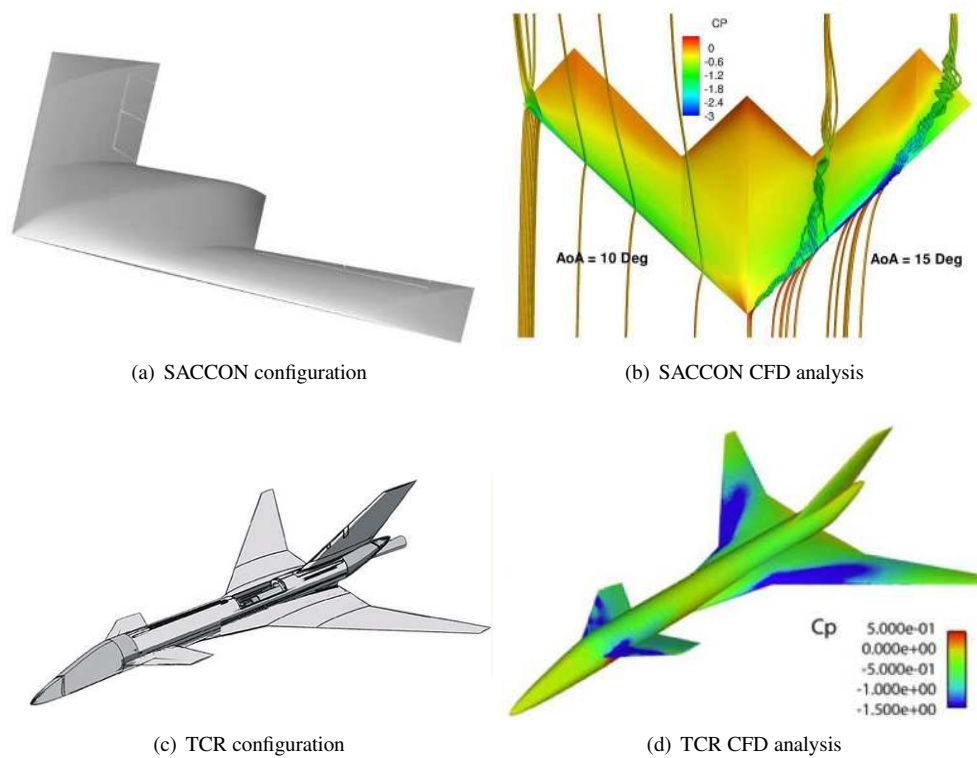 CP
0
-0.6
-1.2
-1.8
-2.4
-3
AoA = 10 Deg
AoA = 15 Deg
(a) SACCON configuration
(b) SACCON CFD analysis
Cp
5.000e-01
0.000e+00
-5.000e-01
-1.000e+00
-1.500e+00
(c) TCR configuration
(d) TCR CFD analysis